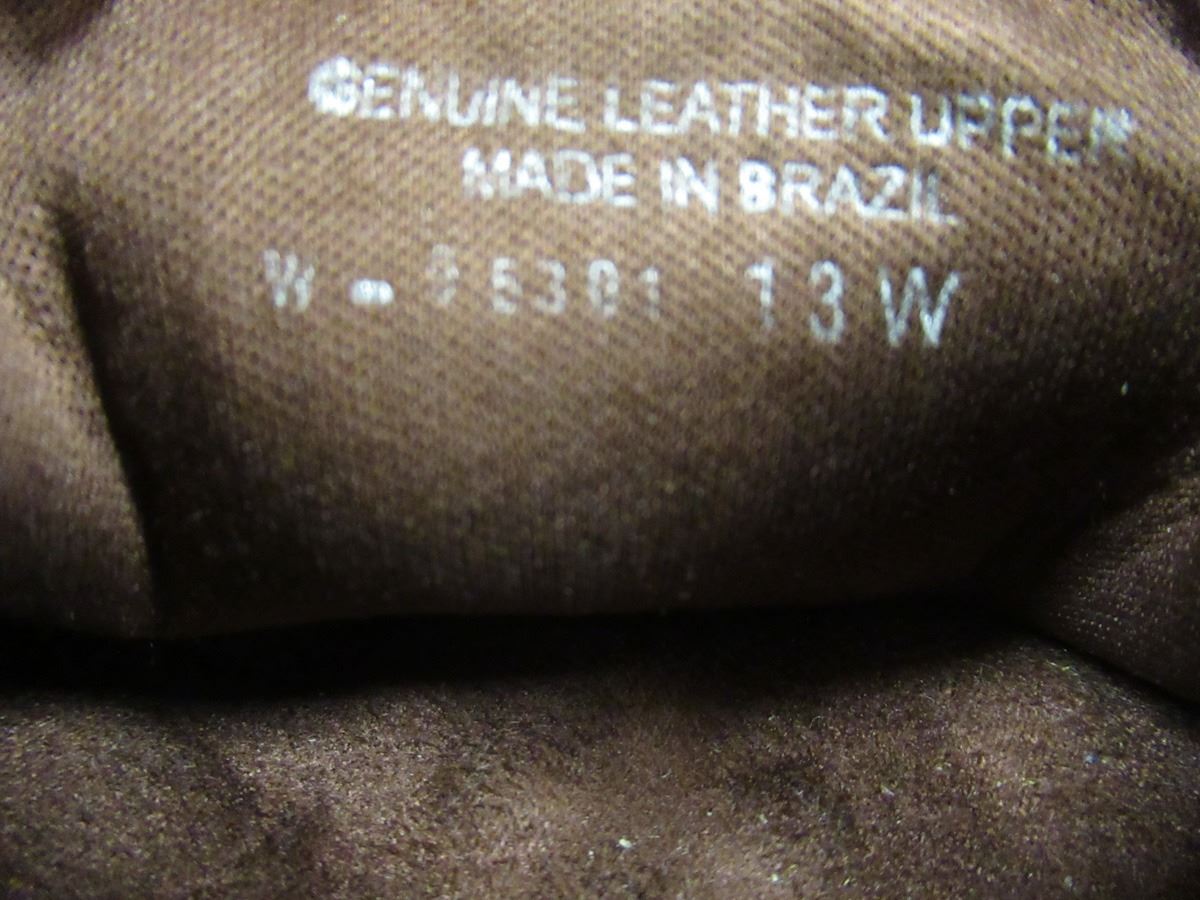 GENUINE LEATHER UPPER
MADE IN BRAZIL
W - 13 W